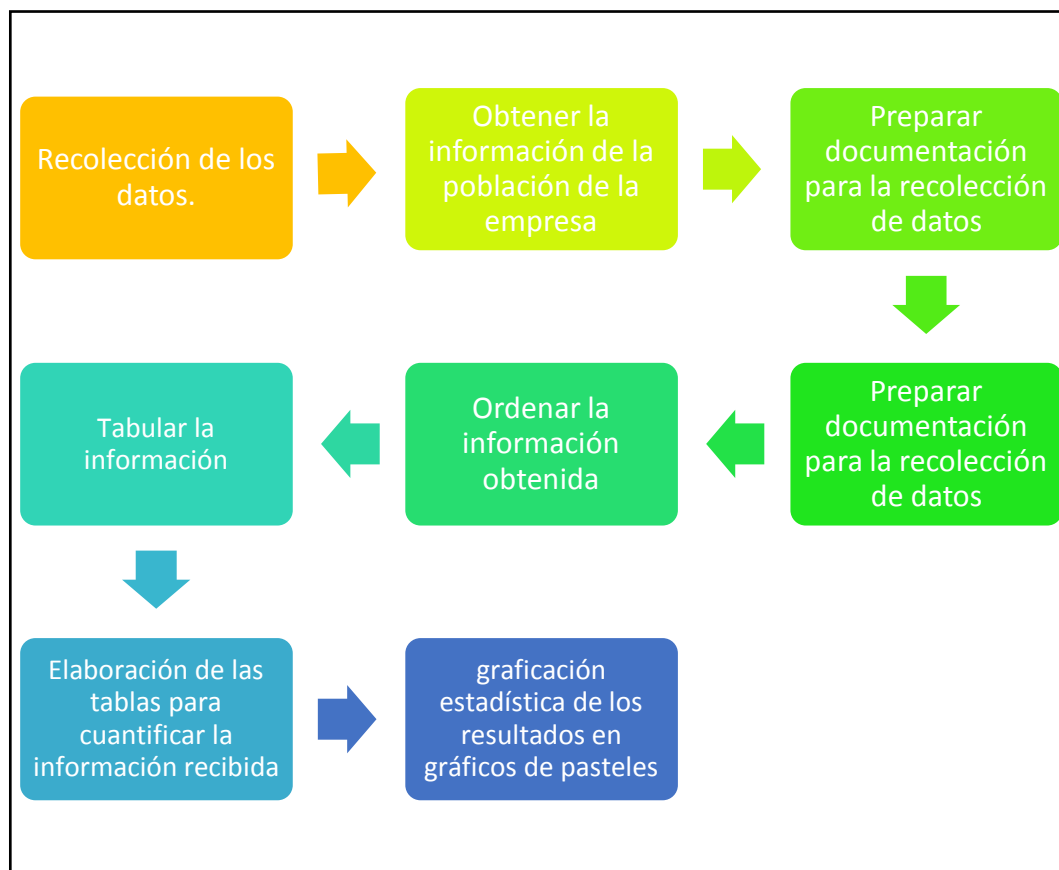 Recolección de los
datos.
Obtener la
información de la
población de la
empresa
Preparar
documentación
para la recolección
de datos
Preparar
documentación
para la recolección
de datos
Ordenar la
información
obtenida
Tabular la
información
Elaboración de las
tablas para
cuantificar la
información recibida
graficación
estadística de los
resultados en
gráficos de pasteles